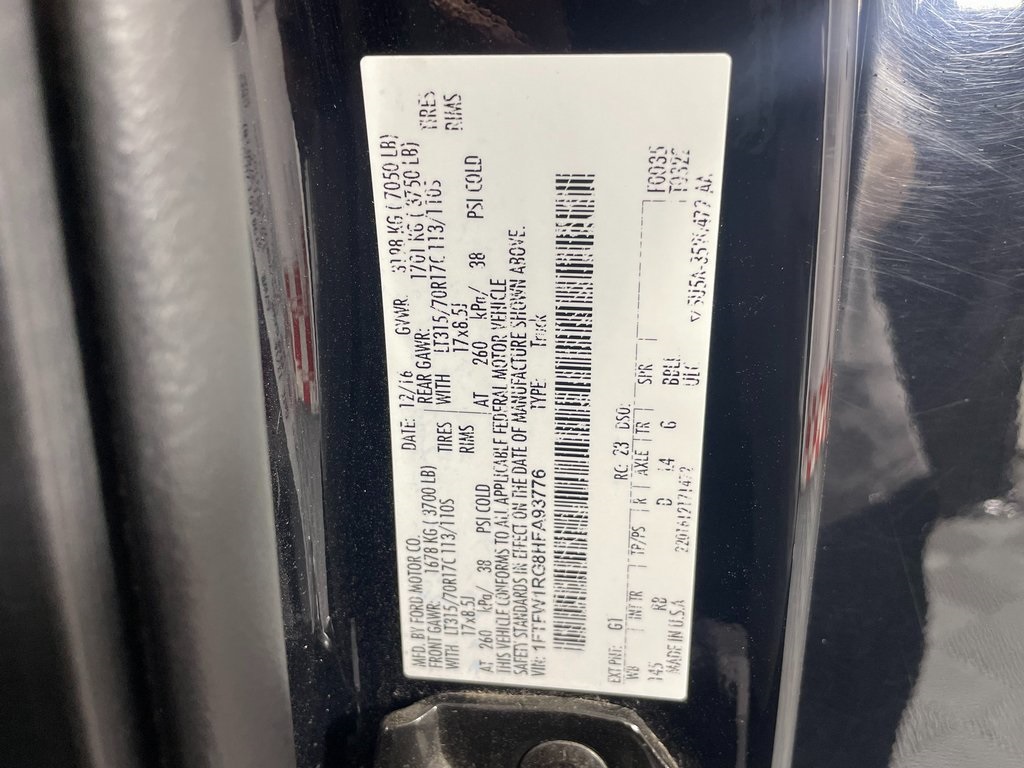 MFD. BY FORD MOTOR CO. DATE: 12/16 GVWR: 3198 KG ( 7050 LB)
FRONT GAWR: 1678 KG ( 3700 LB) REAR GAWR: 1701 KG ( 3750 LB)
WITH LT315/70R17C 113/110S TIRES WITH LT315/70R17C 113/110S TIRES
17x8.5J RIMS 17x8.5J RIMS
AT 260 kPa/ 38 PSI COLD AT 260 kPa/ 38 PSI COLD
THIS VEHICLE CONFORMS TO ALL APPLICABLE FEDERAL MOTOR VEHICLE
SAFETY STANDARDS IN EFFECT ON THE DATE OF MANUFACTURE SHOWN ABOVE.
VIN: 1FTFW1RG8HFA93776 TYPE: Truck
EXT PNT: G1 RC: 23 DSO:
WB INT TR TP/PS R AXLE TR SPR T0035
145 RB D L4 6 BBLL T0322
MADE IN U.S.A